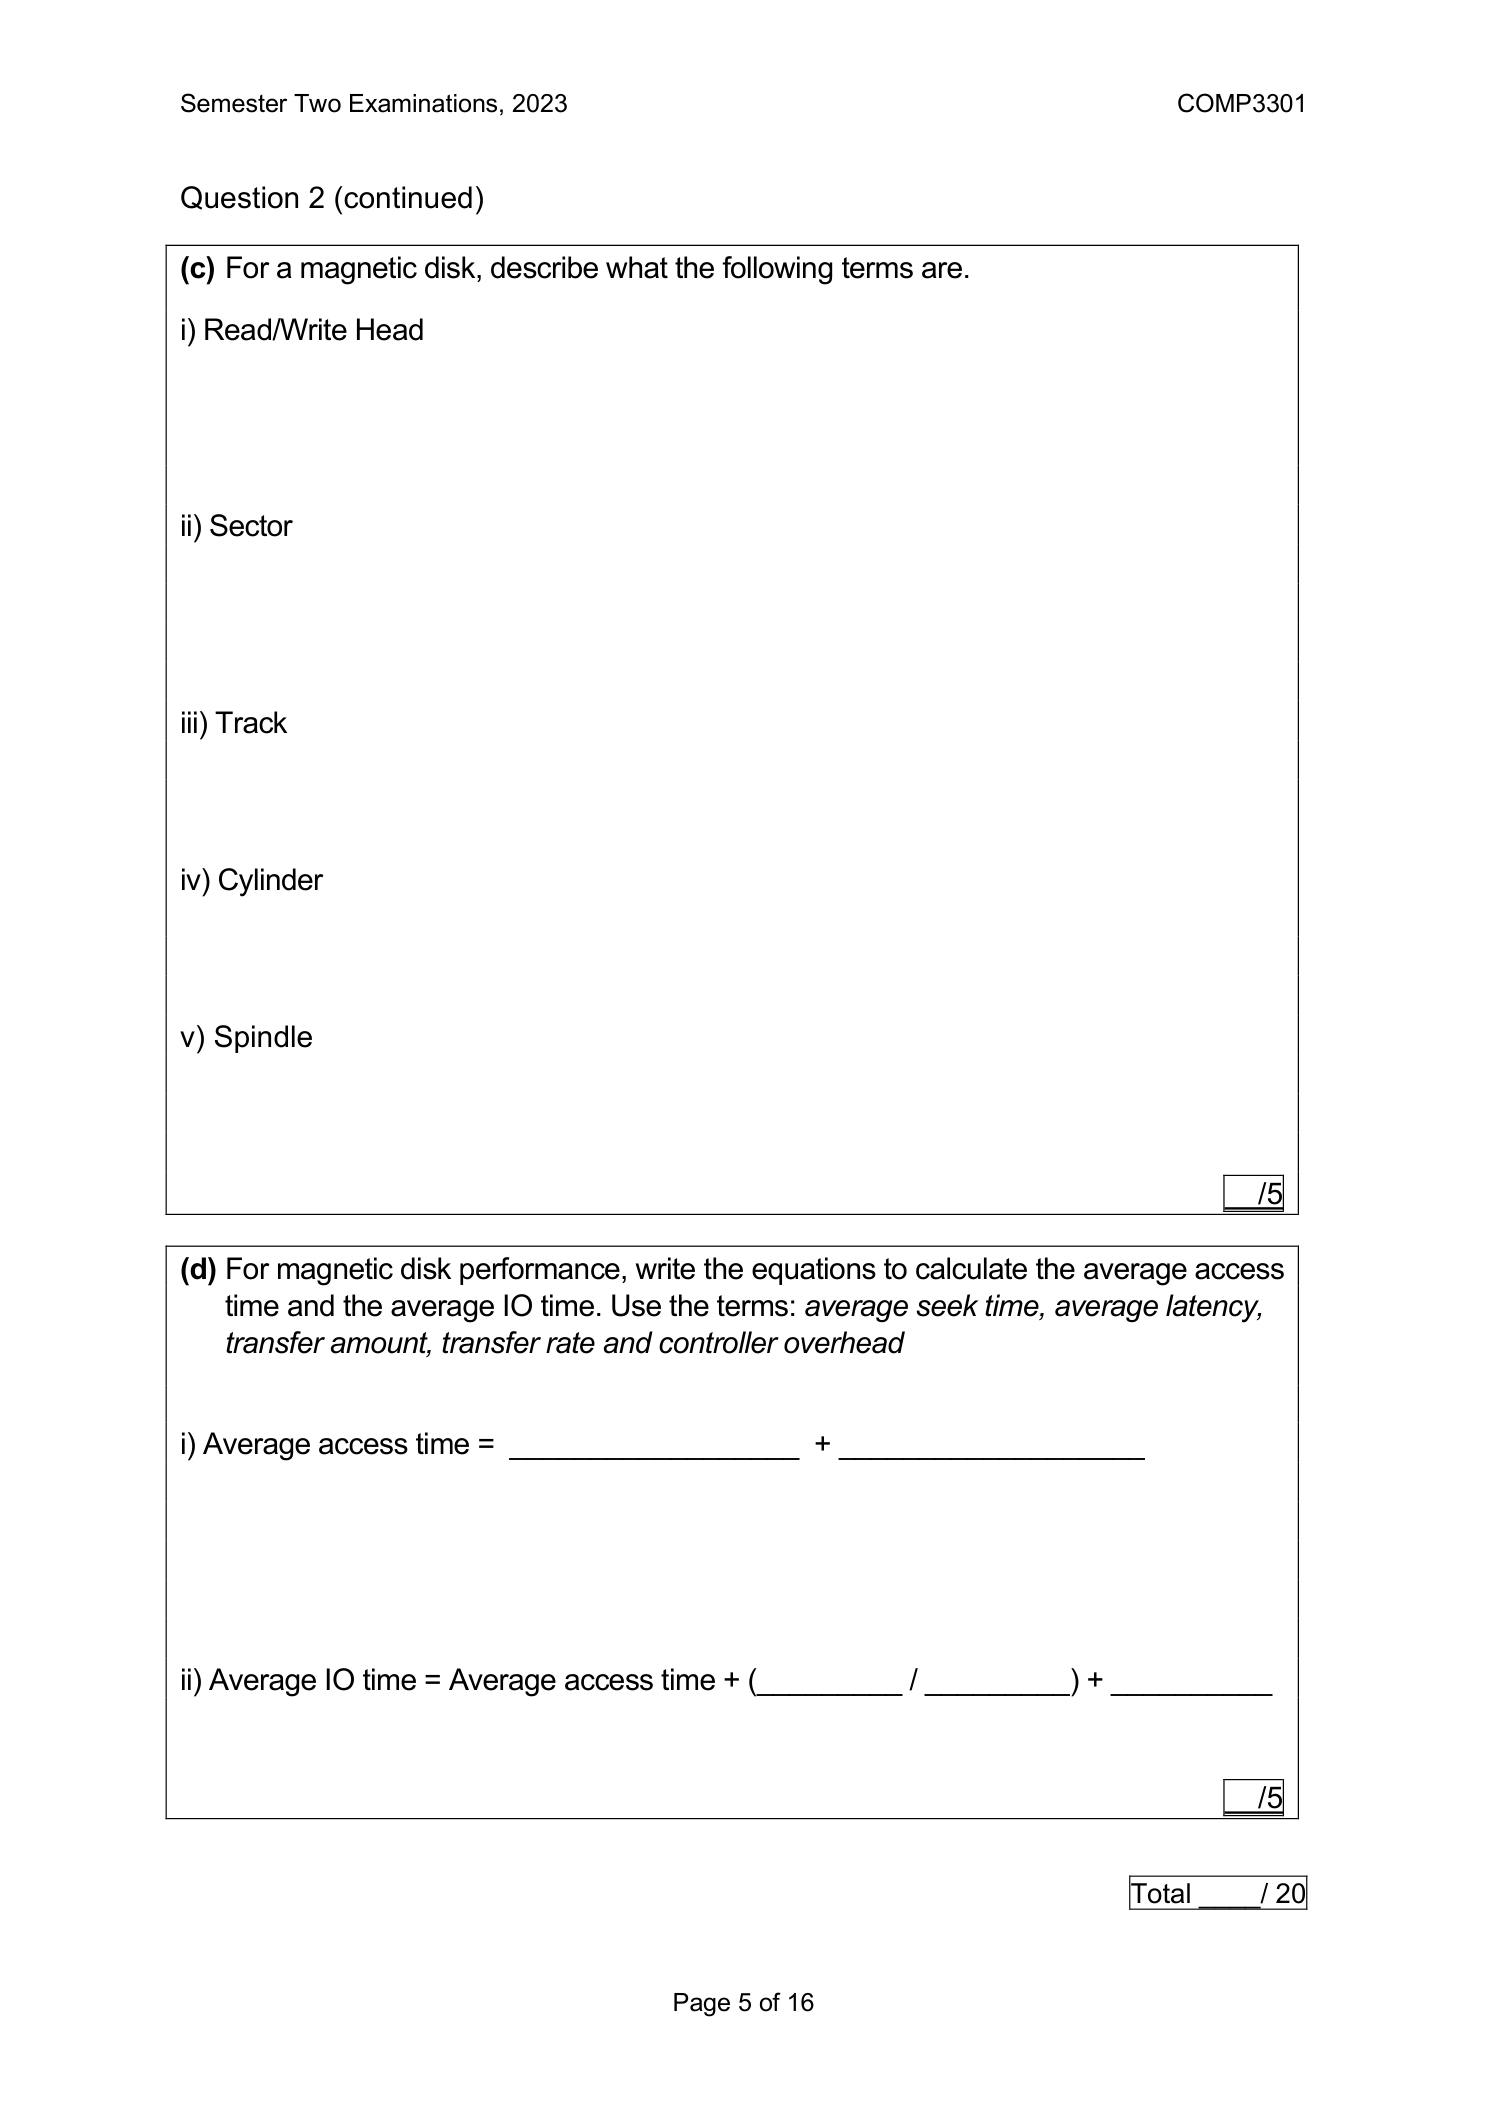 Semester Two Examinations, 2023 COMP3301
Question 2 (continued)
(c) For a magnetic disk, describe what the following terms are.
i) Read/Write Head
ii) Sector
iii) Track
iv) Cylinder
v) Spindle
___/5
(d) For magnetic disk performance, write the equations to calculate the average access
time and the average IO time. Use the terms: average seek time, average latency,
transfer amount, transfer rate and controller overhead
i) Average access time = __________________ + ___________________
ii) Average IO time = Average access time + (_________ / _________) + __________
___/5
Total ____/ 20
Page 5 of 16